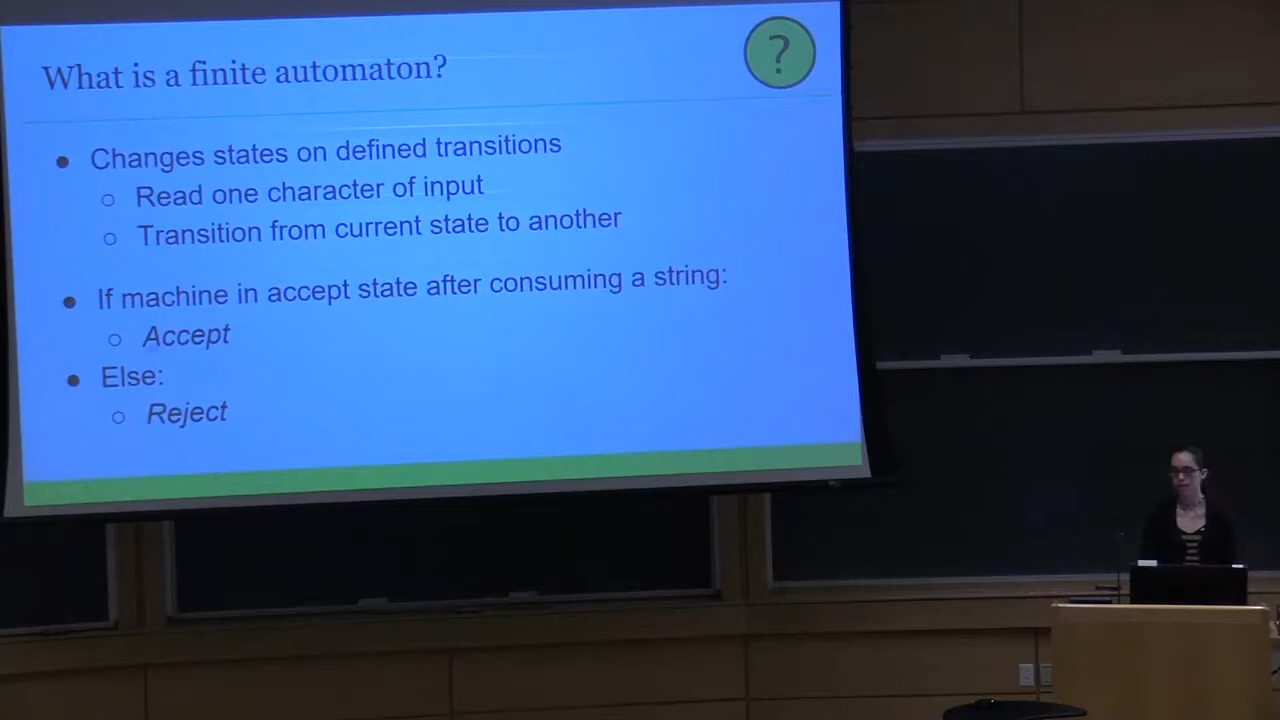 What is a finite automaton?
?
● Changes states on defined transitions
○ Read one character of input
○ Transition from current state to another
● If machine in accept state after consuming a string:
○ Accept
● Else:
○ Reject